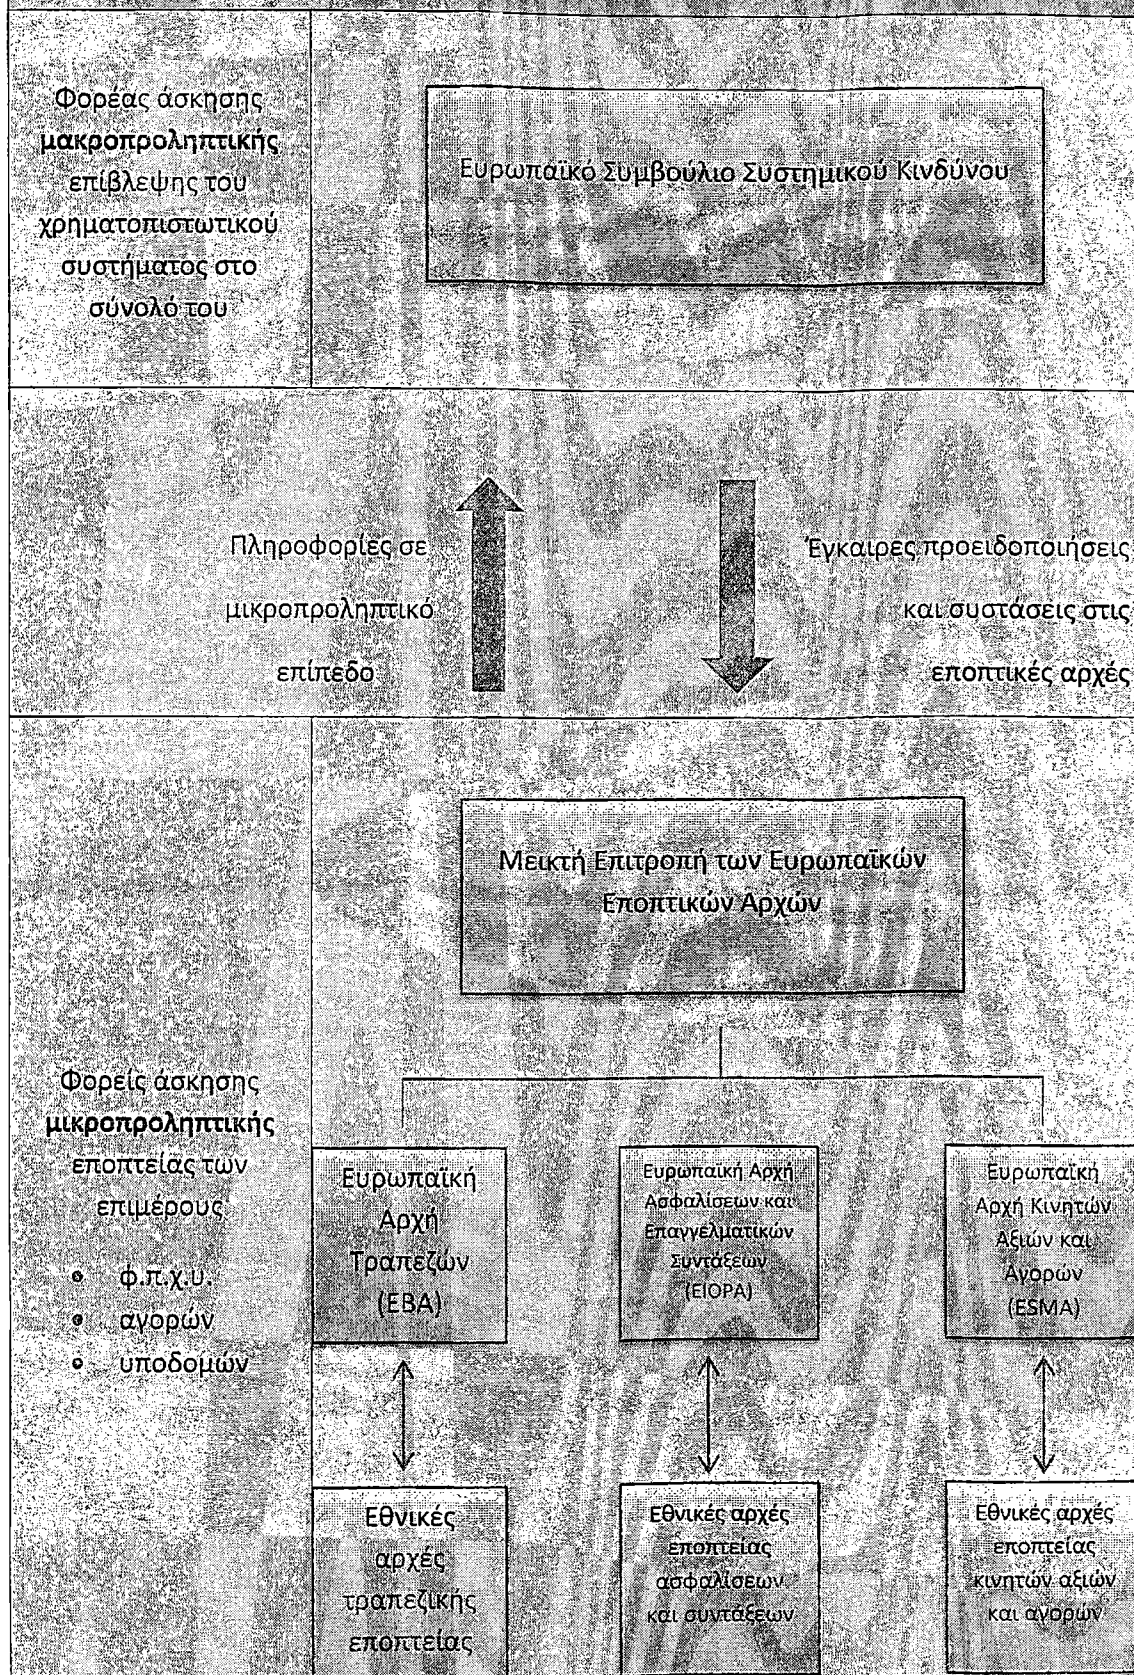 Φορέας άσκησης
μακροπροληπτικής
επίβλεψης του
χρηματοπιστωτικού
συστήματος στο
σύνολό του
Ευρωπαϊκό Συμβούλιο Συστημικού Κινδύνου
Πληροφορίες σε
μικροπροληπτικό
επίπεδο
Έγκαιρες προειδοποιήσεις
και συστάσεις στις
εποπτικές αρχές
Φορείς άσκησης
μικροπροληπτικής
εποπτείας των
επιμέρους
• φ.π.χ.υ.
• αγορών
• υποδομών
Μεικτή Επιτροπή των Ευρωπαϊκών
Εποπτικών Αρχών
Ευρωπαϊκή
Αρχή
Τραπεζών
(EBA)
Ευρωπαϊκή Αρχή
Ασφαλίσεων και
Επαγγελματικών
Συντάξεων
(EIOPA)
Ευρωπαϊκή
Αρχή Κινητών
Αξιών και
Αγορών
(ESMA)
Εθνικές
αρχές
τραπεζικής
εποπτείας
Εθνικές αρχές
εποπτείας
ασφαλίσεων
και συντάξεων
Εθνικές αρχές
εποπτείας
κινητών αξιών
και αγορών